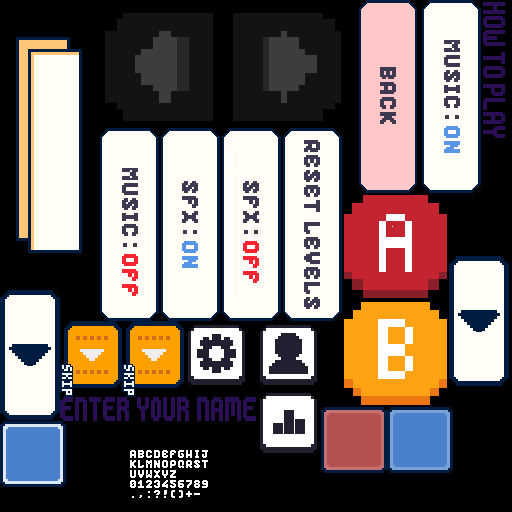 HOW TO PLAY
BACK
MUSIC:ON
MUSIC:OFF
SFX:ON
SFX:OFF
RESET LEVELS
A
B
SKIP
SKIP
ENTER YOUR NAME
ABCDEFGHIJ
KLMNOPQRST
UVWXYZ
0123456789
.,:?!()+-